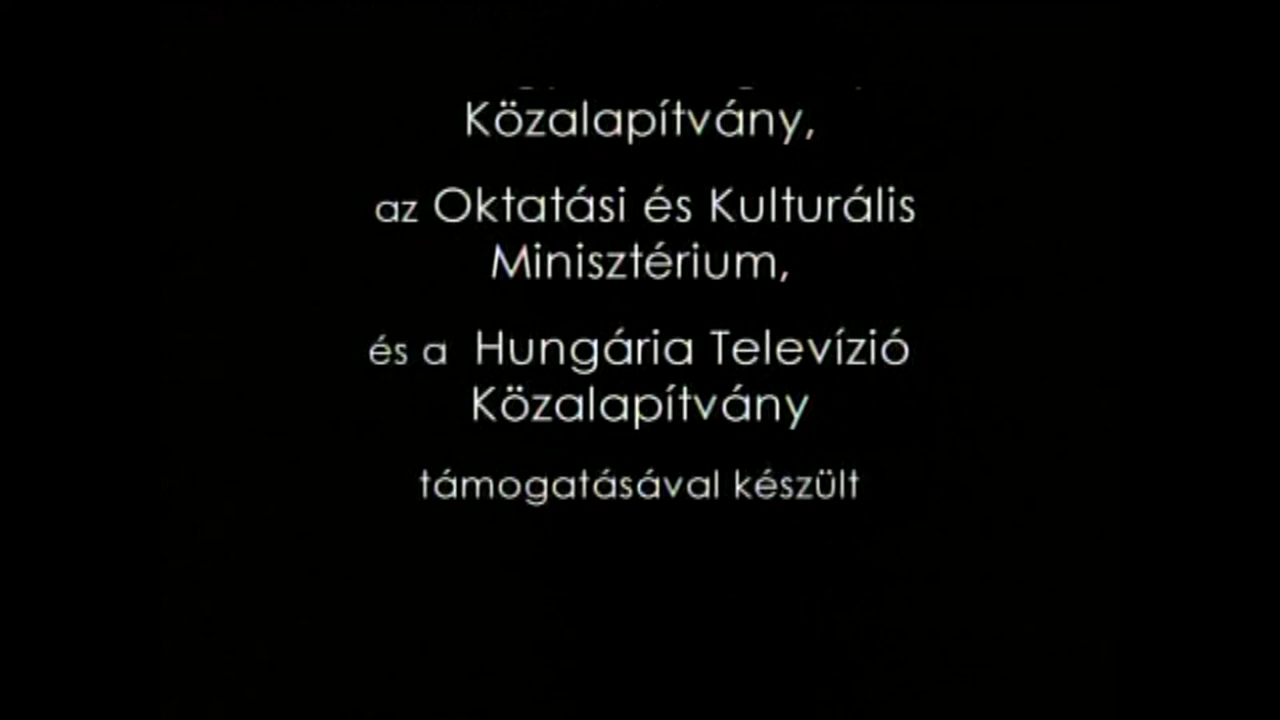 Közalapítvány,
az Oktatási és Kulturális
Minisztérium,
és a Hungária Televízió
Közalapítvány
támogatásával készült